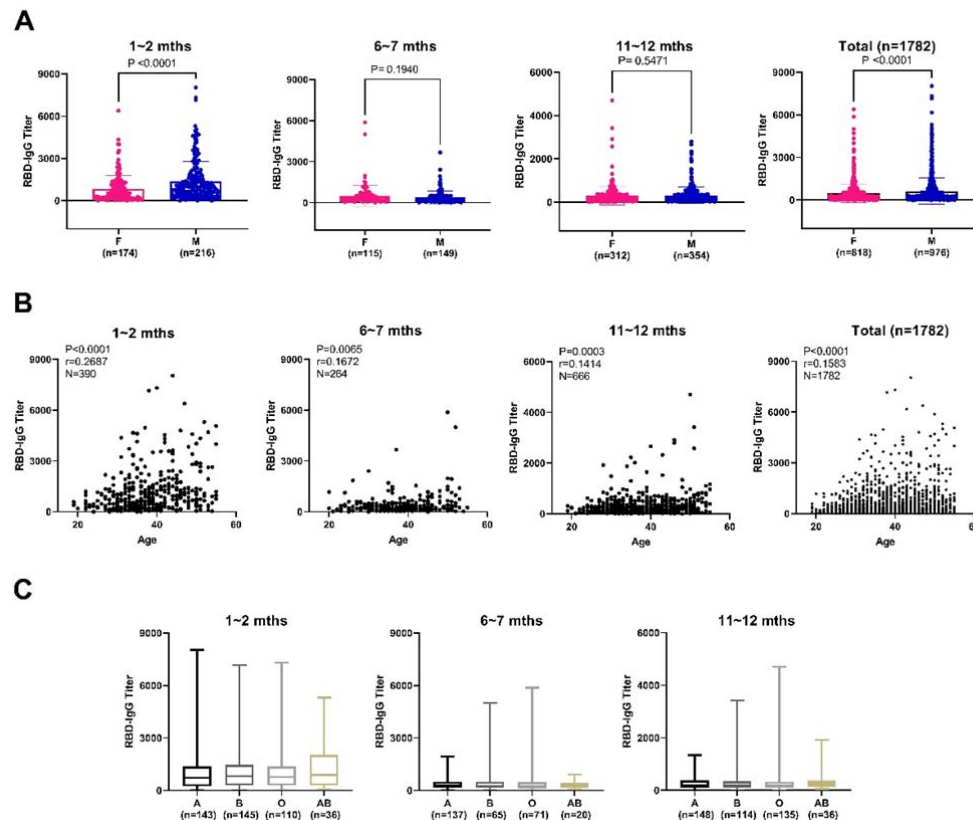 A
1~2 mths
6~7 mths
11~12 mths
Total (n=1782)
P <0.0001
P= 0.1940
P= 0.5471
P <0.0001
RBD-IgG Titer
9000
6000
3000
0
F
(n=174)
M
(n=216)
RBD-IgG Titer
9000
6000
3000
0
F
(n=115)
M
(n=149)
RBD-IgG Titer
6000
4000
2000
0
F
(n=312)
M
(n=354)
RBD-IgG Titer
9000
6000
3000
0
F
(n=818)
M
(n=976)
B
1~2 mths
P<0.0001
r=0.2687
N=390
RBD-IgG Titer
9000
6000
3000
0
20
40
60
Age
6~7 mths
P=0.0065
r=0.1672
N=264
RBD-IgG Titer
9000
6000
3000
0
20
40
60
Age
11~12 mths
P=0.0003
r=0.1414
N=666
RBD-IgG Titer
6000
4000
2000
0
20
40
60
Age
Total (n=1782)
P<0.0001
r=0.1583
N=1782
RBD-IgG Titer
9000
6000
3000
0
20
40
Age
C
1~2 mths
RBD-IgG Titer
9000
6000
3000
0
A
(n=143)
B
(n=145)
O
(n=110)
AB
(n=36)
6~7 mths
RBD-IgG Titer
9000
6000
3000
0
A
(n=137)
B
(n=65)
O
(n=71)
AB
(n=20)
11~12 mths
RBD-IgG Titer
6000
4000
2000
0
A
(n=148)
B
(n=114)
O
(n=135)
AB
(n=36)